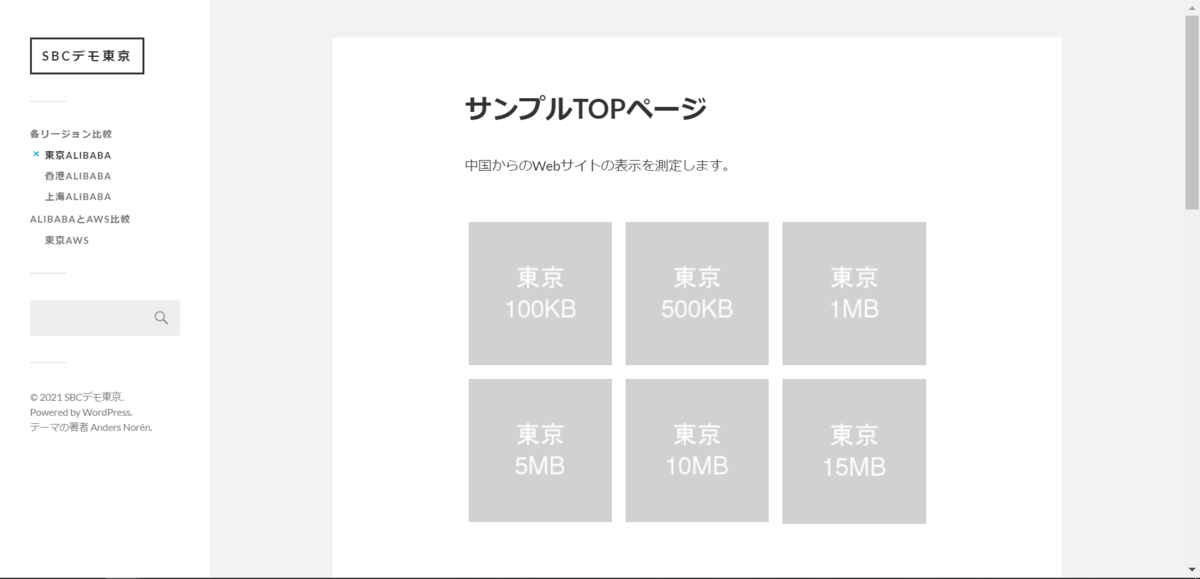 SBCデモ東京
各リージョン比較
× 東京ALIBABA
香港ALIBABA
上海ALIBABA
ALIBABAとAWS比較
東京AWS
© 2021 SBCデモ東京.
Powered by WordPress.
テーマの著者 Anders Norén.
サンプルTOPページ
中国からのWebサイトの表示を測定します。
東京
100KB
東京
500KB
東京
1MB
東京
5MB
東京
10MB
東京
15MB